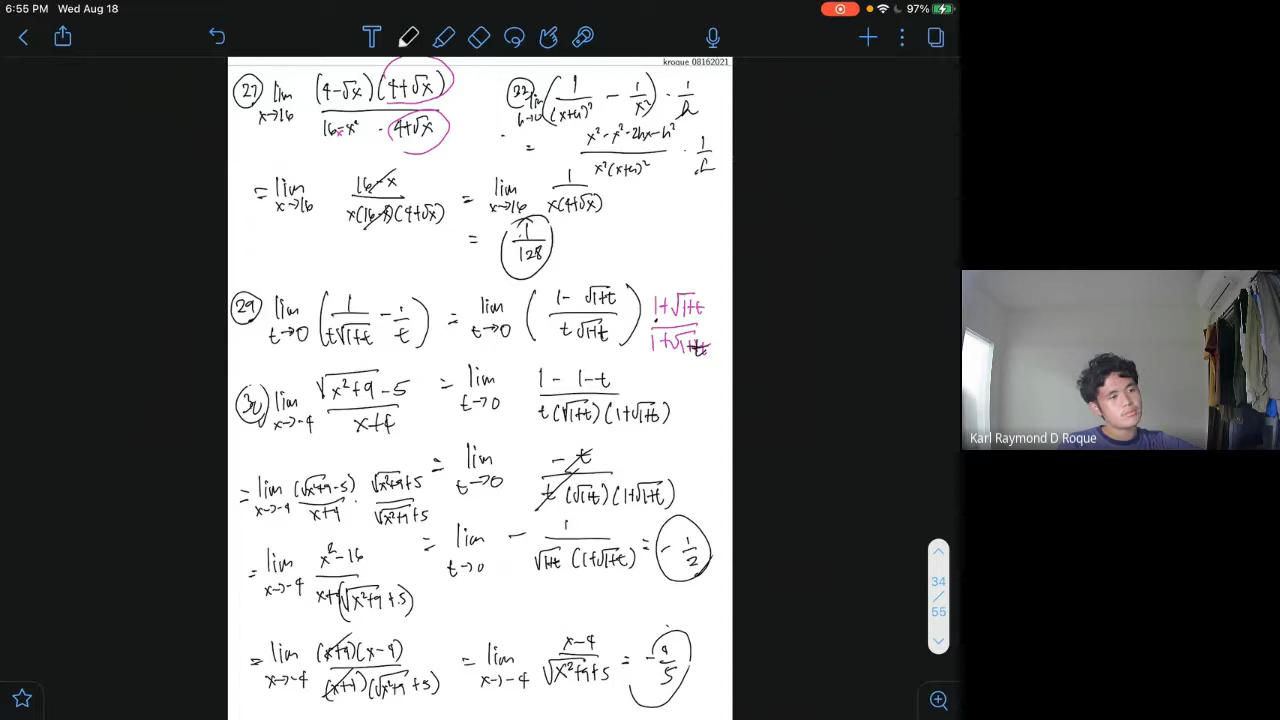 6:55 PM Wed Aug 18
97%
kroque 08162021
27 lim x→16 (4-√x)(4+√x) / 16x-x² · 4+√x
= lim x→16 16-x / x(16-x)(4+√x) = lim x→16 1 / x(4+√x)
= 1/128
32 lim h→0 (1/(x+h)² - 1/x²) · 1/h
= x²-x²-2hx-h² / x²(x+h)² · 1/h
29 lim t→0 (1/t√1+t - 1/t) = lim t→0 (1-√1+t / t√1+t) · 1+√1+t / 1+√1+t
= lim t→0 1-1-t / t(√1+t)(1+√1+t)
= lim t→0 -t / t(√1+t)(1+√1+t)
= lim t→0 - 1 / √1+t (1+√1+t) = -1/2
lim x→-4 √x²+9 -5 / x+4
= lim x→-4 (√x²+9 -5) / x+4 · √x²+9 +5 / √x²+9 +5
= lim x→-4 x²-16 / x+4(√x²+9 +5)
= lim x→-4 (x+4)(x-4) / (x+4)(√x²+9 +5) = lim x→-4 x-4 / √x²+9 +5 = -4/5
34
/
55
Karl Raymond D Roque